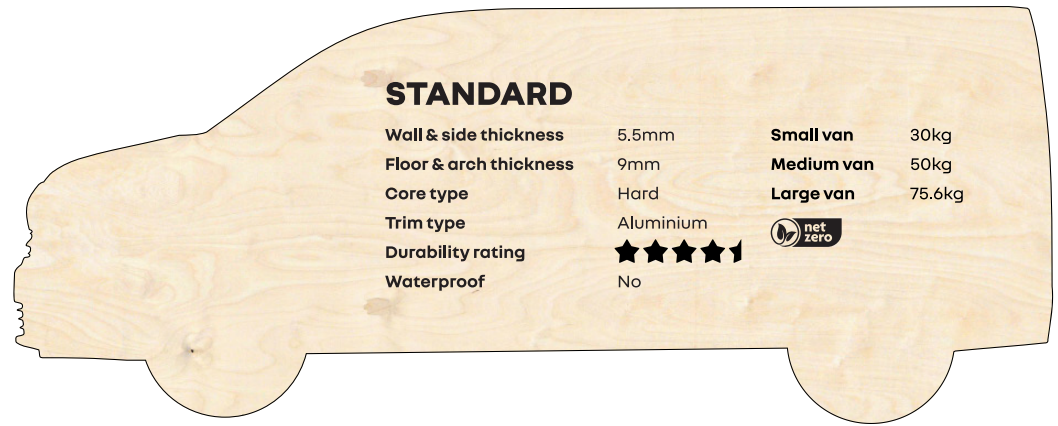 STANDARD
Wall & side thickness 5.5mm
Floor & arch thickness 9mm
Core type Hard
Trim type Aluminium
Durability rating
Waterproof No
Small van 30kg
Medium van 50kg
Large van 75.6kg
net
zero